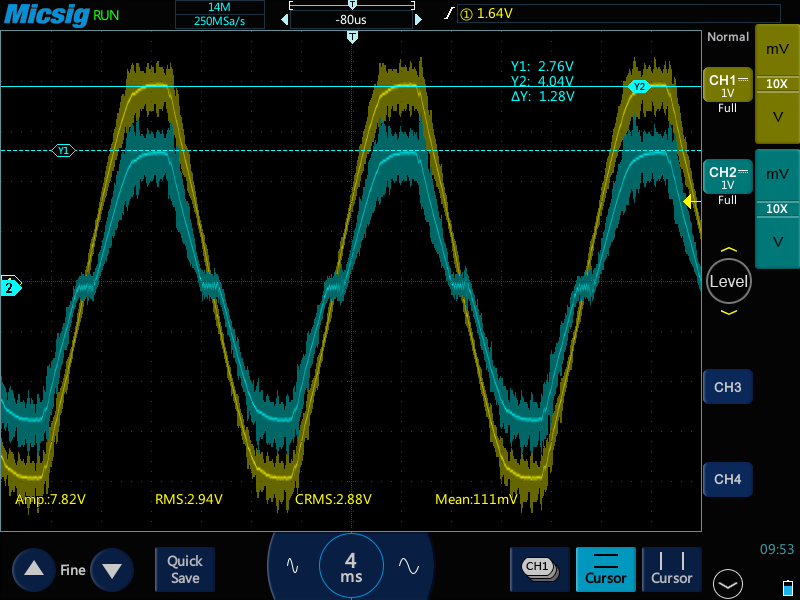 Micsig RUN
14M
250MSa/s
T
-80us
1 1.64V
T
Normal
mV
10X
V
CH1
1V
Full
Y1: 2.76V
Y2: 4.04V
ΔY: 1.28V
Y2
Y1
CH2
1V
Full
mV
10X
V
2
Level
CH3
CH4
Amp.:7.82V RMS:2.94V CRMS:2.88V Mean:111mV
Fine
Quick
Save
4
ms
CH1
Cursor
Cursor
09:53